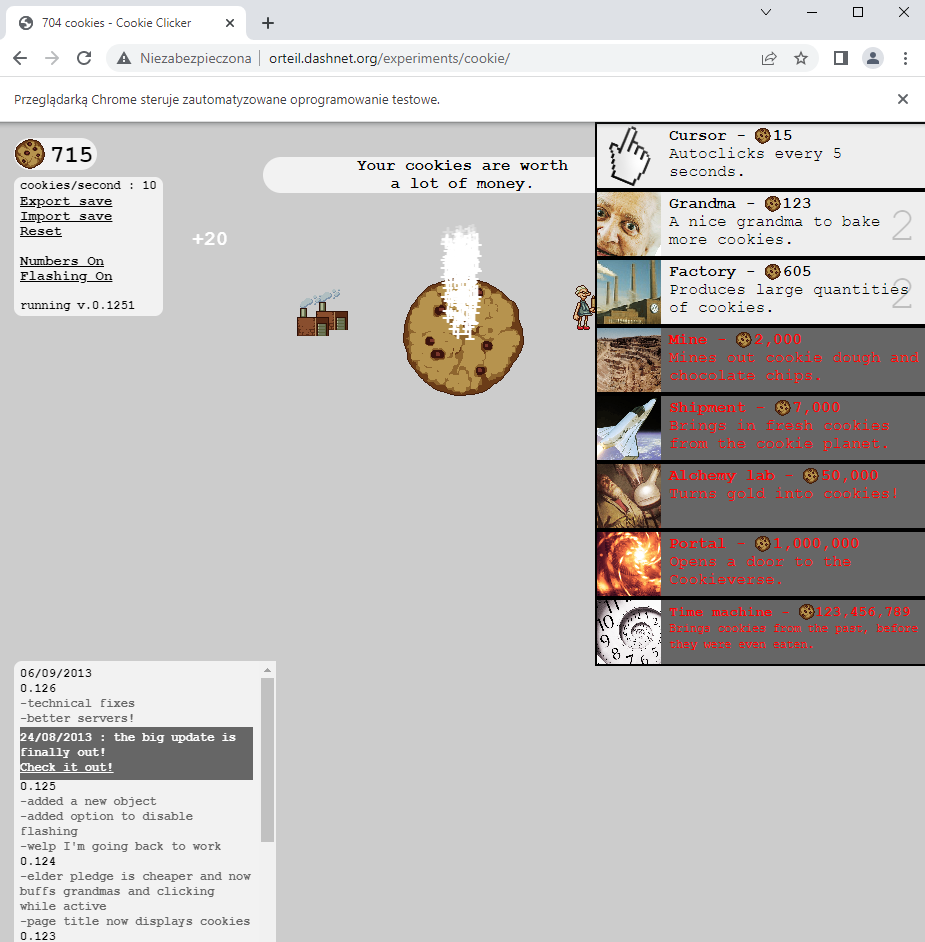 704 cookies - Cookie Clicker
Niezabezpieczona
orteil.dashnet.org/experiments/cookie/
Przeglądarką Chrome steruje zautomatyzowane oprogramowanie testowe.
715
cookies/second : 10
Export save
Import save
Reset
Numbers On
Flashing On
running v.0.1251
+20
Your cookies are worth
a lot of money.
Cursor - 15
Autoclicks every 5
seconds.
Grandma - 123
A nice grandma to bake
more cookies.
2
Factory - 605
Produces large quantities
of cookies.
2
Mine - 2,000
Mines out cookie dough and
chocolate chips.
Shipment - 7,000
Brings in fresh cookies
from the cookie planet.
Alchemy lab - 50,000
Turns gold into cookies!
Portal - 1,000,000
Opens a door to the
Cookieverse.
Time machine - 123,456,789
Brings cookies from the past, before
they were even eaten.
06/09/2013
0.126
-technical fixes
-better servers!
24/08/2013 : the big update is
finally out!
Check it out!
0.125
-added a new object
-added option to disable
flashing
-welp I'm going back to work
0.124
-elder pledge is cheaper and now
buffs grandmas and clicking
while active
-page title now displays cookies
0.123